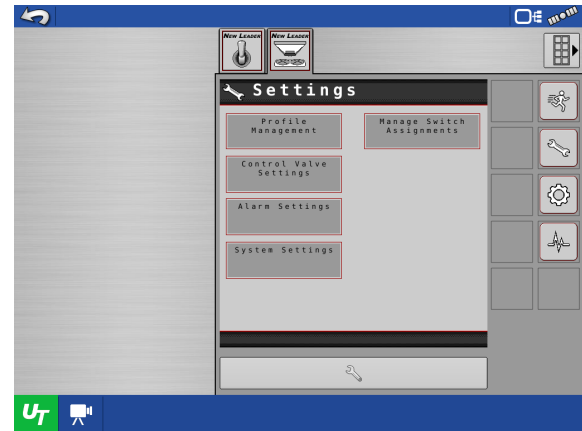 NEW LEADER
NEW LEADER
Settings
Profile
Management
Manage Switch
Assignments
Control Valve
Settings
Alarm Settings
System Settings
UT